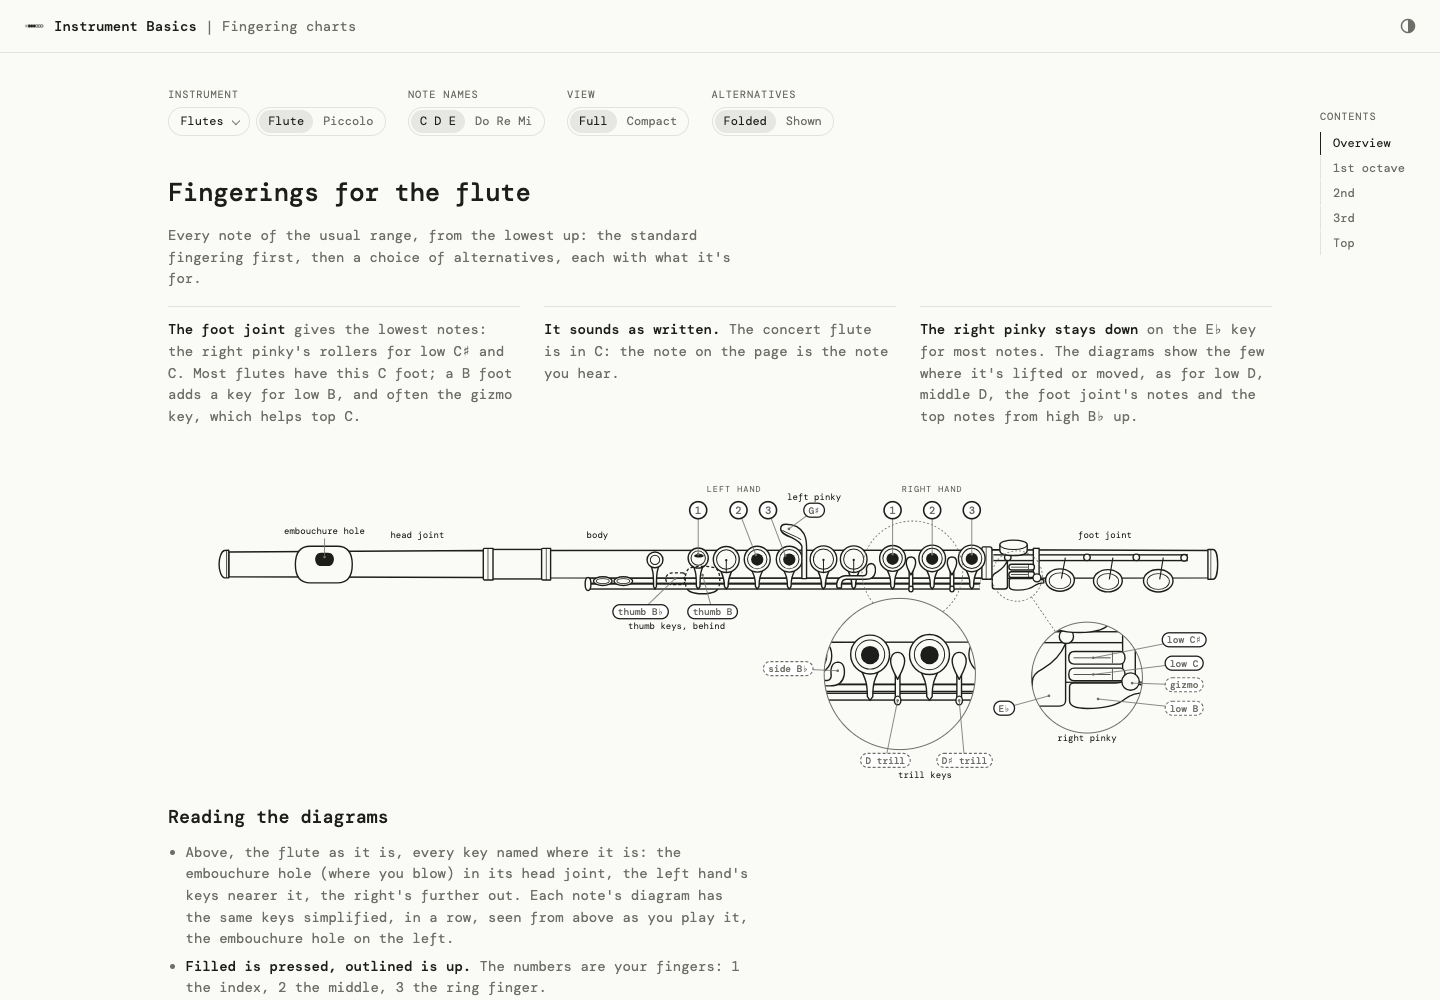 Instrument Basics | Fingering charts
INSTRUMENT
Flutes
Flute Piccolo
NOTE NAMES
C D E Do Re Mi
VIEW
Full Compact
ALTERNATIVES
Folded Shown
CONTENTS
Overview
1st octave
2nd
3rd
Top
Fingerings for the flute
Every note of the usual range, from the lowest up: the standard
fingering first, then a choice of alternatives, each with what it's
for.
The foot joint gives the lowest notes:
the right pinky's rollers for low C♯ and
C. Most flutes have this C foot; a B foot
adds a key for low B, and often the gizmo
key, which helps top C.
It sounds as written. The concert flute
is in C: the note on the page is the note
you hear.
The right pinky stays down on the E♭ key
for most notes. The diagrams show the few
where it's lifted or moved, as for low D,
middle D, the foot joint's notes and the
top notes from high B♭ up.
LEFT HAND
RIGHT HAND
left pinky
1 2 3 G♯ 1 2 3
embouchure hole
head joint
body
foot joint
thumb B♭
thumb B
thumb keys, behind
side B♭
low C♯
low C
gizmo
low B
E♭
right pinky
D trill
D♯ trill
trill keys
Reading the diagrams
• Above, the flute as it is, every key named where it is: the
embouchure hole (where you blow) in its head joint, the left hand's
keys nearer it, the right's further out. Each note's diagram has
the same keys simplified, in a row, seen from above as you play it,
the embouchure hole on the left.
• Filled is pressed, outlined is up. The numbers are your fingers: 1
the index, 2 the middle, 3 the ring finger.